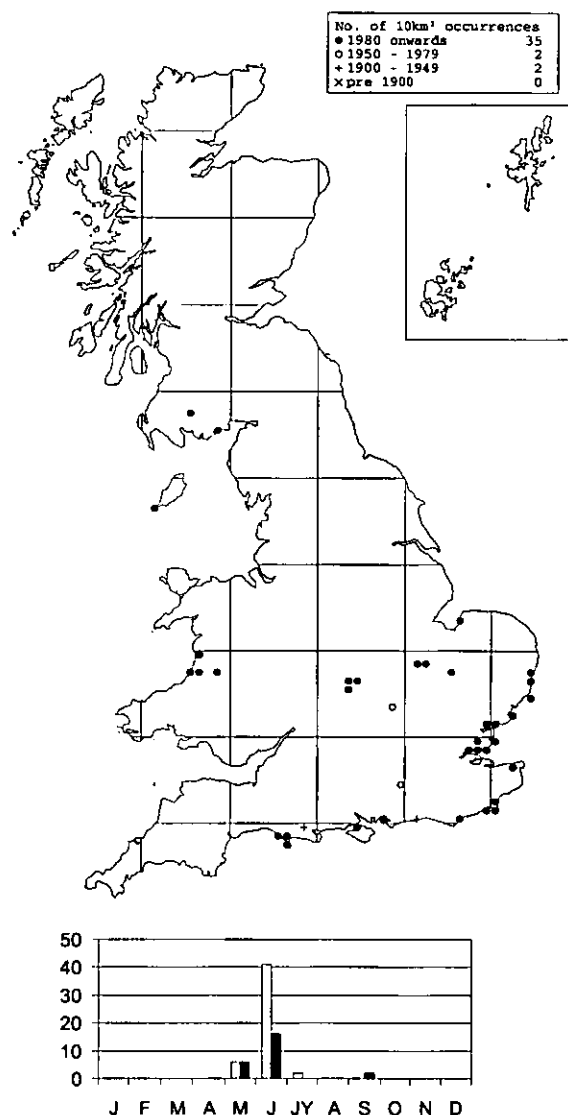 No. of 10km² occurrences
● 1980 onwards 35
○ 1950 - 1979 2
+ 1900 - 1949 2
× pre 1900 0
50
40
30
20
10
0
J F M A M J JY A S O N D